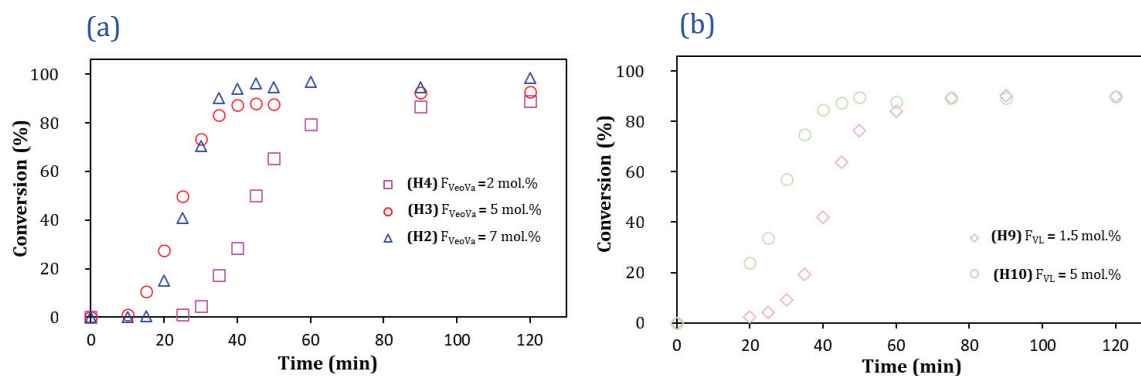 (a)
100
80
60
40
20
0
Conversion (%)
0 20 40 60 80 100 120
Time (min)
(H4) FVeoVa = 2 mol.%
(H3) FVeoVa = 5 mol.%
(H2) FVeoVa = 7 mol.%
(b)
100
80
60
40
20
0
Conversion (%)
0 20 40 60 80 100 120
Time (min)
(H9) FVL = 1.5 mol.%
(H10) FVL = 5 mol.%